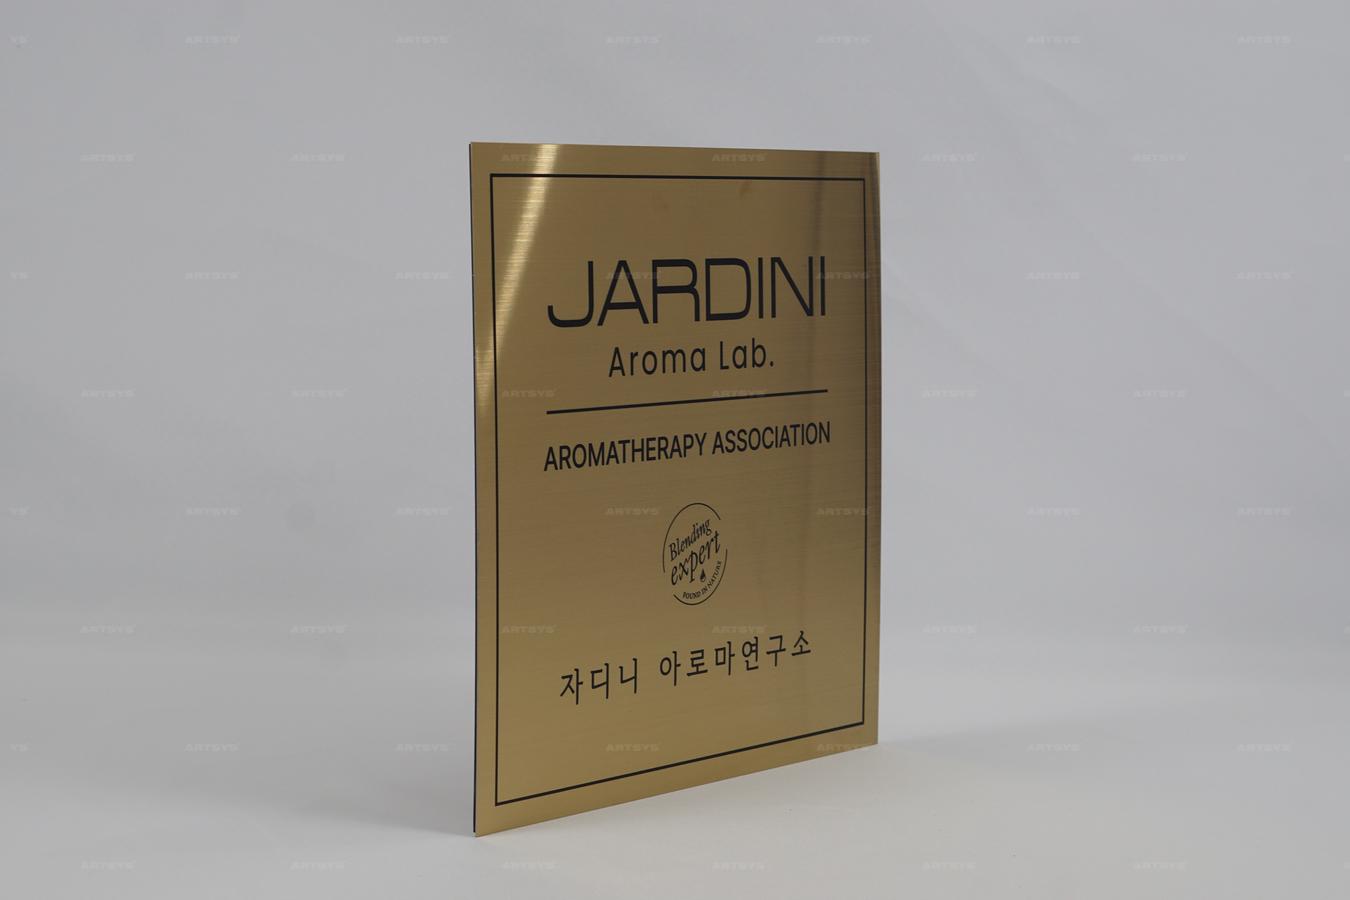 JARDINI
Aroma Lab.
AROMATHERAPY ASSOCIATION
Blending
expert
FOUND IN NATURE
자디니 아로마연구소
ARTSYS